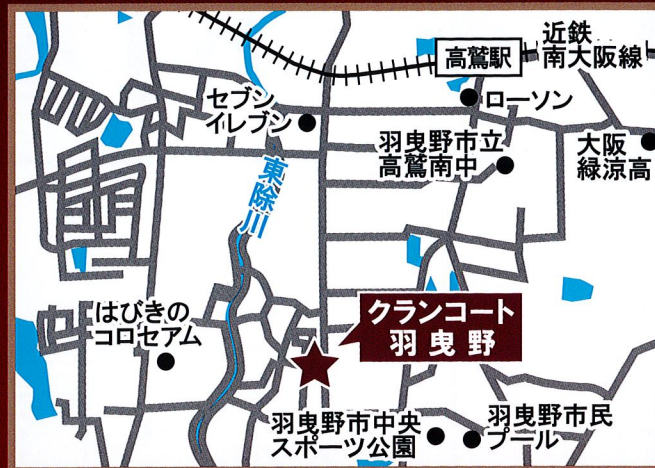 近鉄
南大阪線
高鷲駅
セブン
イレブン
ローソン
羽曳野市立
高鷲南中
大阪
緑涼高
東除川
はびきの
コロセアム
クランコート
羽曳野
羽曳野市中央
スポーツ公園
羽曳野市民
プール